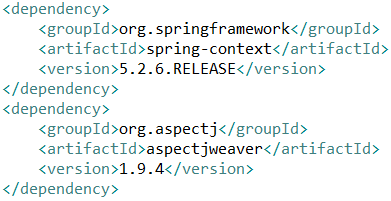 <dependency>
    <groupId>org.springframework</groupId>
    <artifactId>spring-context</artifactId>
    <version>5.2.6.RELEASE</version>
</dependency>
<dependency>
    <groupId>org.aspectj</groupId>
    <artifactId>aspectjweaver</artifactId>
    <version>1.9.4</version>
</dependency>